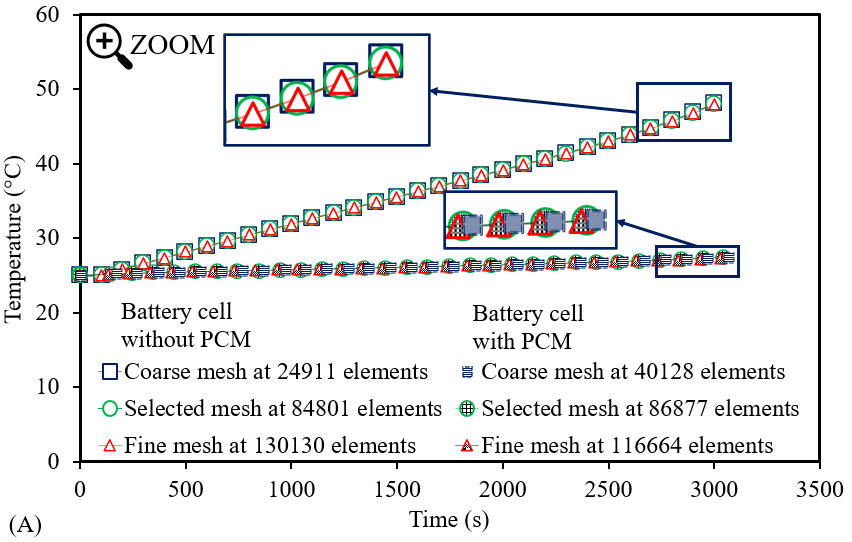 60
50
40
30
20
10
0
Temperature (°C)
ZOOM
Battery cell
without PCM
Coarse mesh at 24911 elements
Selected mesh at 84801 elements
Fine mesh at 130130 elements
Battery cell
with PCM
Coarse mesh at 40128 elements
Selected mesh at 86877 elements
Fine mesh at 116664 elements
0 500 1000 1500 2000 2500 3000 3500
Time (s)
(A)